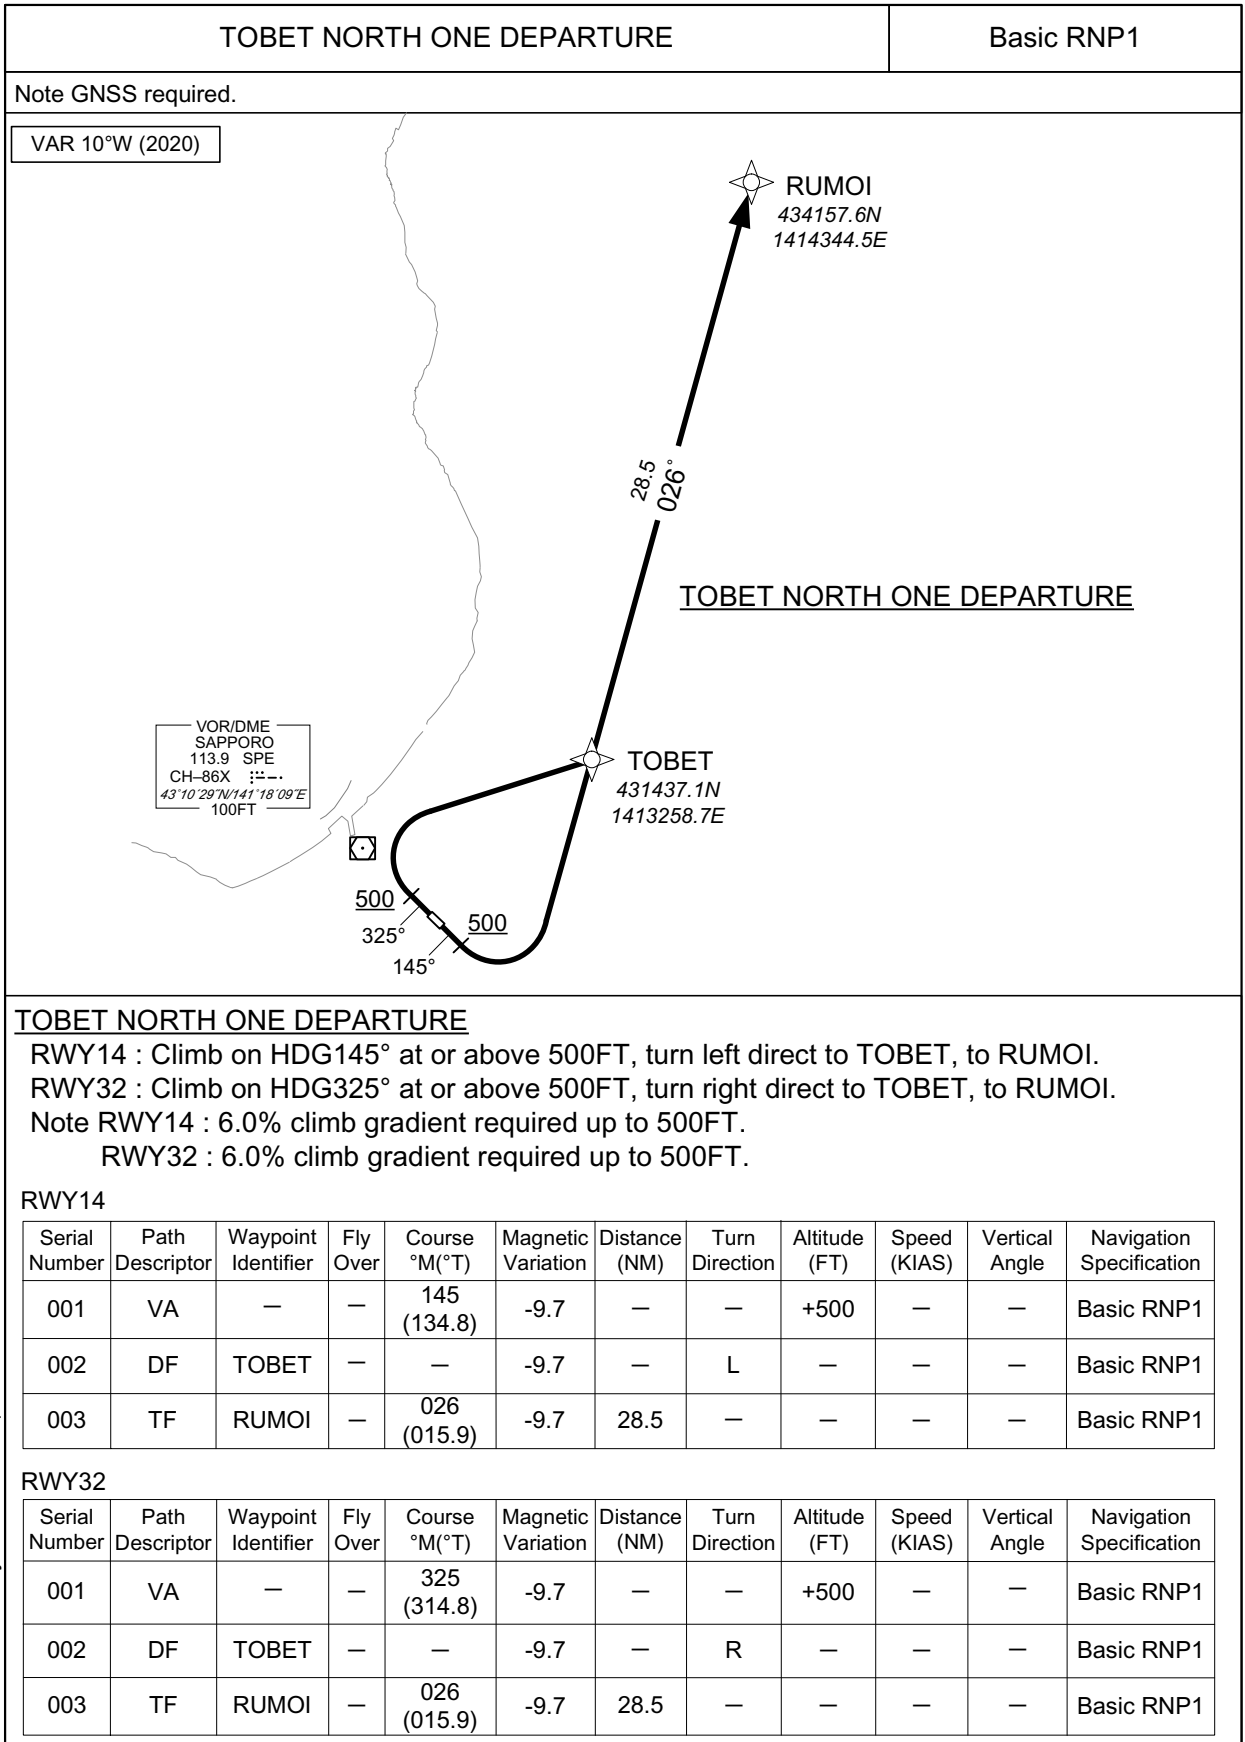 TOBET NORTH ONE DEPARTURE
Basic RNP1
Note GNSS required.
VAR 10°W (2020)
RUMOI
434157.6N
1414344.5E
28.5
026°
TOBET NORTH ONE DEPARTURE
VOR/DME
SAPPORO
113.9 SPE
CH–86X
43°10′29″N/141°18′09″E
100FT
TOBET
431437.1N
1413258.7E
500
325°
500
145°
TOBET NORTH ONE DEPARTURE
RWY14 : Climb on HDG145° at or above 500FT, turn left direct to TOBET, to RUMOI.
RWY32 : Climb on HDG325° at or above 500FT, turn right direct to TOBET, to RUMOI.
Note RWY14 : 6.0% climb gradient required up to 500FT.
RWY32 : 6.0% climb gradient required up to 500FT.
RWY14
Serial Number Path Descriptor Waypoint Identifier Fly Over Course °M(°T) Magnetic Variation Distance (NM) Turn Direction Altitude (FT) Speed (KIAS) Vertical Angle Navigation Specification
001 VA — — 145 (134.8) -9.7 — — +500 — — Basic RNP1
002 DF TOBET — — -9.7 — L — — — Basic RNP1
003 TF RUMOI — 026 (015.9) -9.7 28.5 — — — — Basic RNP1
RWY32
Serial Number Path Descriptor Waypoint Identifier Fly Over Course °M(°T) Magnetic Variation Distance (NM) Turn Direction Altitude (FT) Speed (KIAS) Vertical Angle Navigation Specification
001 VA — — 325 (314.8) -9.7 — — +500 — — Basic RNP1
002 DF TOBET — — -9.7 — R — — — Basic RNP1
003 TF RUMOI — 026 (015.9) -9.7 28.5 — — — — Basic RNP1